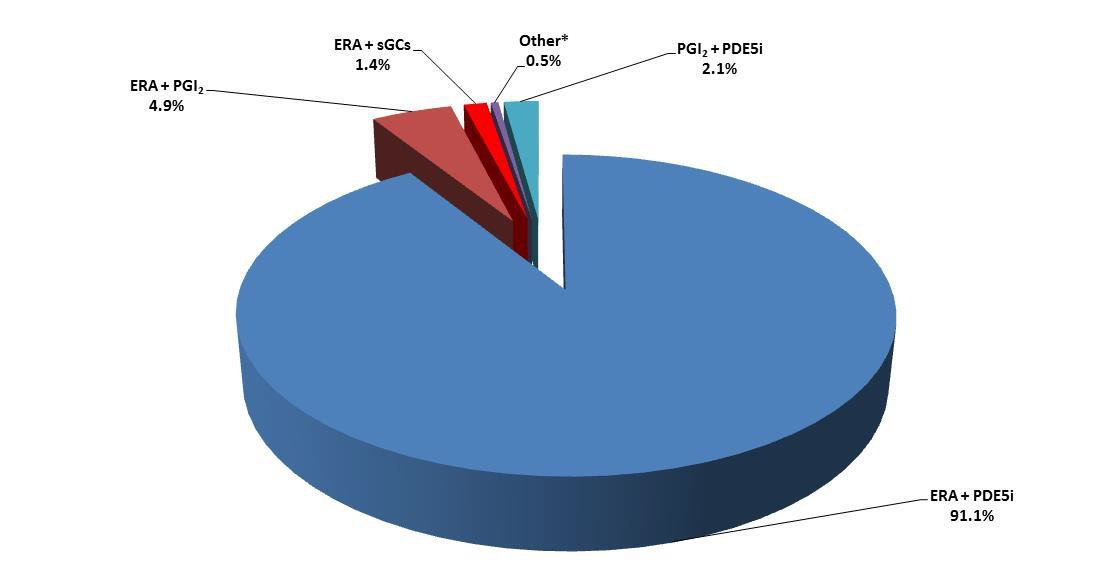 Other*
0.5%
ERA + sGCs
1.4%
PGI₂ + PDE5i
2.1%
ERA + PGI₂
4.9%
ERA + PDE5i
91.1%